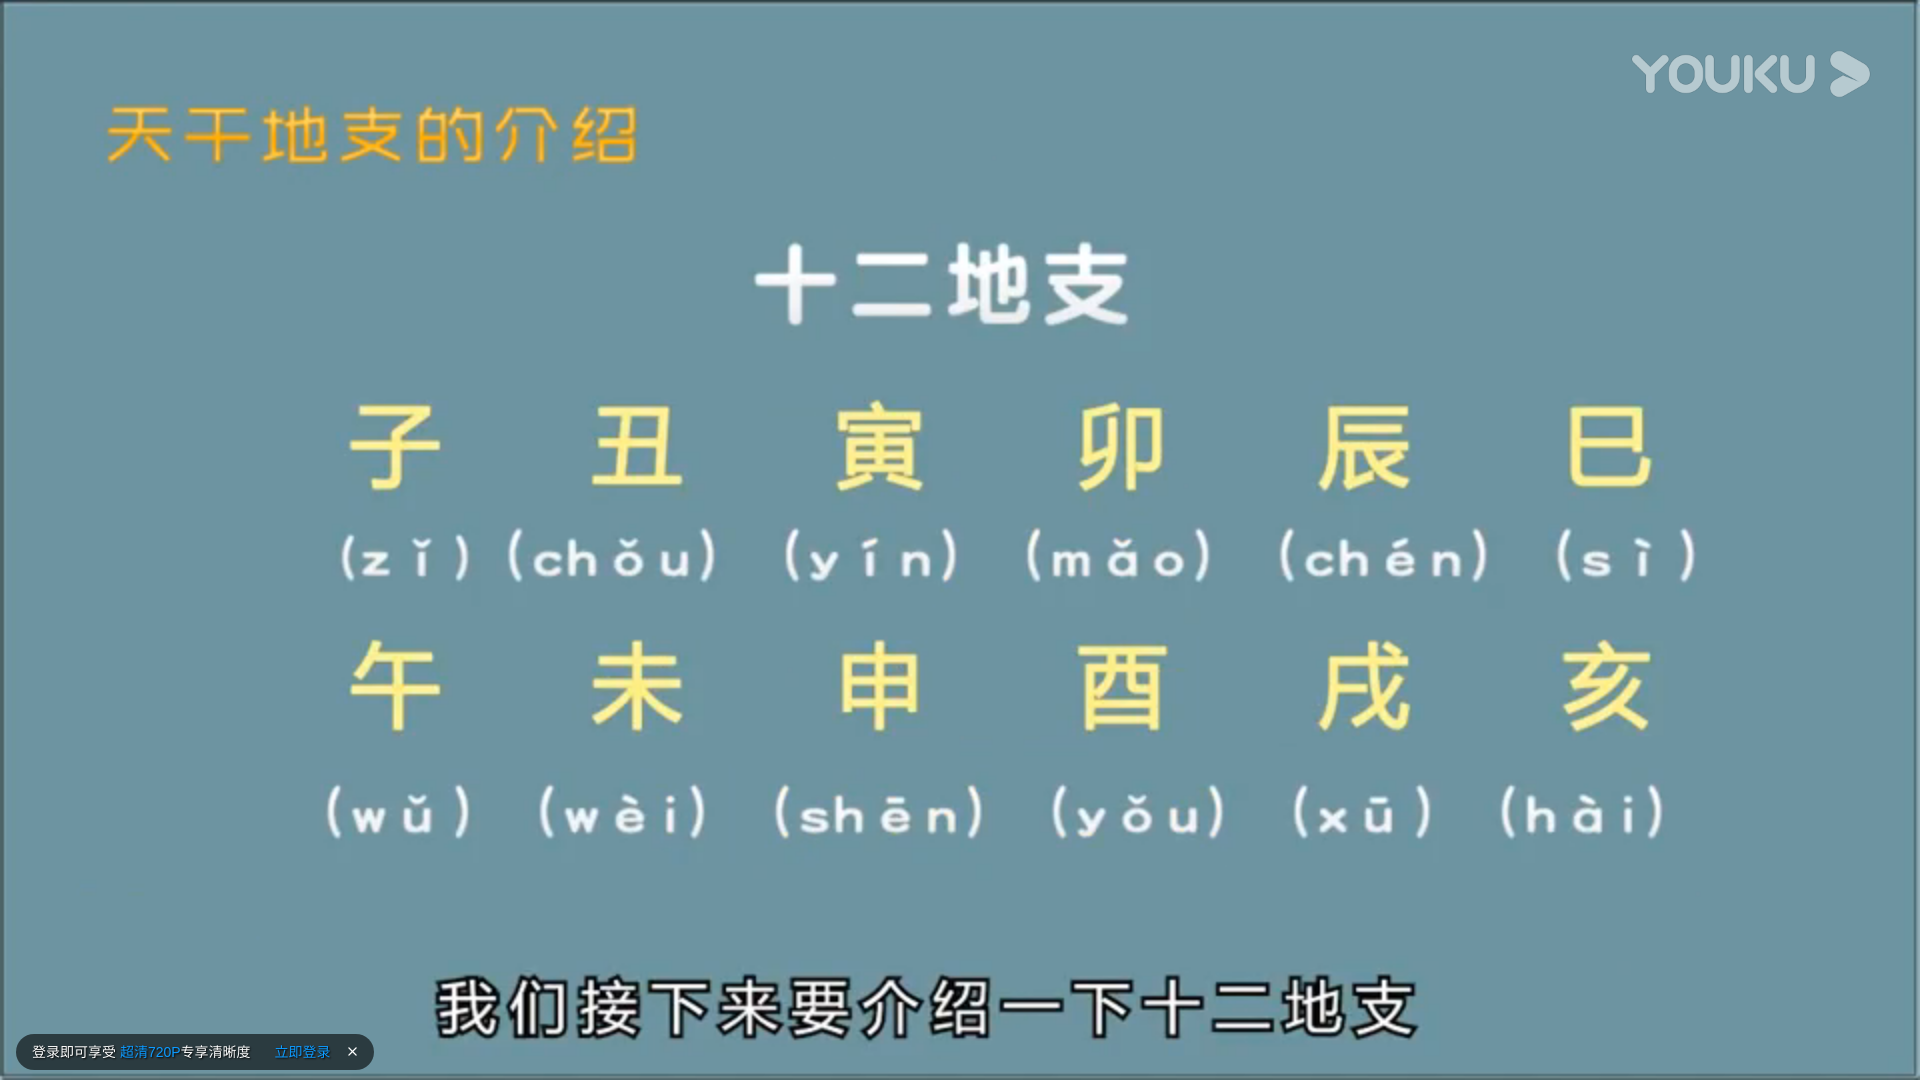 YOUKU
天干地支的介绍
十二地支
子 丑 寅 卯 辰 巳
(zǐ) (chǒu) (yín) (mǎo) (chén) (sì)
午 未 申 酉 戌 亥
(wǔ) (wèi) (shēn) (yǒu) (xū) (hài)
我们接下来要介绍一下十二地支
登录即可享受 超清720P专享清晰度 立即登录 ×